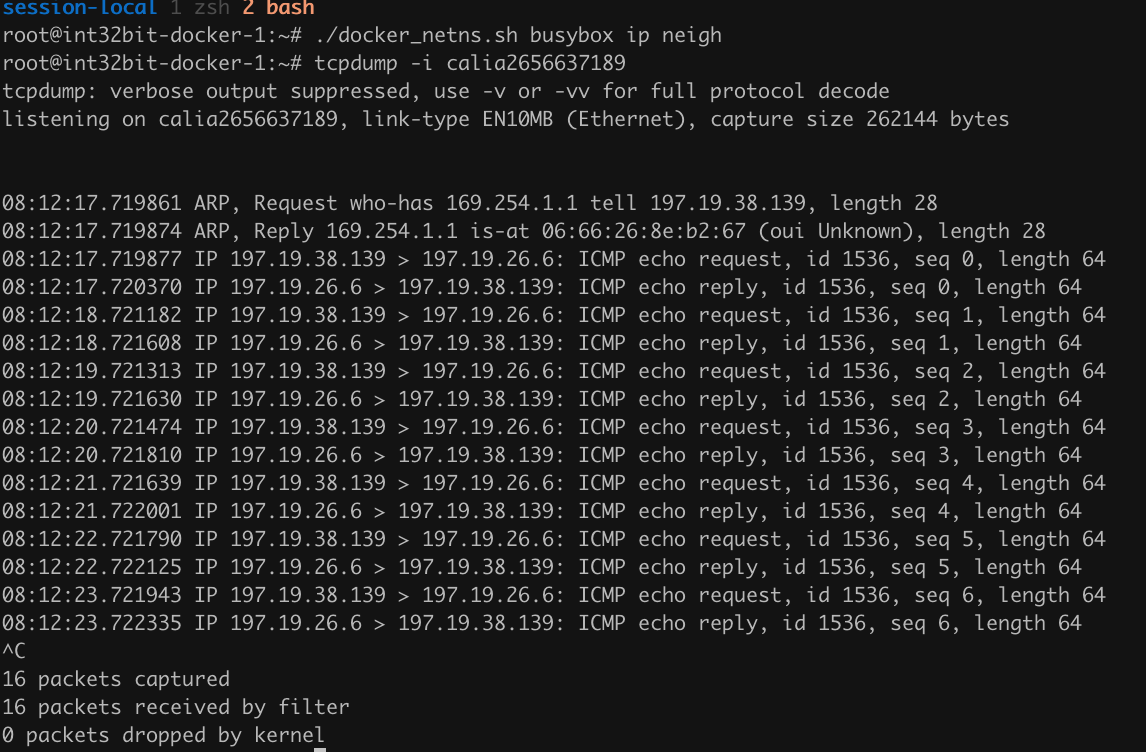 session-local 1 zsh 2 bash
root@int32bit-docker-1:~# ./docker_netns.sh busybox ip neigh
root@int32bit-docker-1:~# tcpdump -i calia2656637189
tcpdump: verbose output suppressed, use -v or -vv for full protocol decode
listening on calia2656637189, link-type EN10MB (Ethernet), capture size 262144 bytes
08:12:17.719861 ARP, Request who-has 169.254.1.1 tell 197.19.38.139, length 28
08:12:17.719874 ARP, Reply 169.254.1.1 is-at 06:66:26:8e:b2:67 (oui Unknown), length 28
08:12:17.719877 IP 197.19.38.139 > 197.19.26.6: ICMP echo request, id 1536, seq 0, length 64
08:12:17.720370 IP 197.19.26.6 > 197.19.38.139: ICMP echo reply, id 1536, seq 0, length 64
08:12:18.721182 IP 197.19.38.139 > 197.19.26.6: ICMP echo request, id 1536, seq 1, length 64
08:12:18.721608 IP 197.19.26.6 > 197.19.38.139: ICMP echo reply, id 1536, seq 1, length 64
08:12:19.721313 IP 197.19.38.139 > 197.19.26.6: ICMP echo request, id 1536, seq 2, length 64
08:12:19.721630 IP 197.19.26.6 > 197.19.38.139: ICMP echo reply, id 1536, seq 2, length 64
08:12:20.721474 IP 197.19.38.139 > 197.19.26.6: ICMP echo request, id 1536, seq 3, length 64
08:12:20.721810 IP 197.19.26.6 > 197.19.38.139: ICMP echo reply, id 1536, seq 3, length 64
08:12:21.721639 IP 197.19.38.139 > 197.19.26.6: ICMP echo request, id 1536, seq 4, length 64
08:12:21.722001 IP 197.19.26.6 > 197.19.38.139: ICMP echo reply, id 1536, seq 4, length 64
08:12:22.721790 IP 197.19.38.139 > 197.19.26.6: ICMP echo request, id 1536, seq 5, length 64
08:12:22.722125 IP 197.19.26.6 > 197.19.38.139: ICMP echo reply, id 1536, seq 5, length 64
08:12:23.721943 IP 197.19.38.139 > 197.19.26.6: ICMP echo request, id 1536, seq 6, length 64
08:12:23.722335 IP 197.19.26.6 > 197.19.38.139: ICMP echo reply, id 1536, seq 6, length 64
^C
16 packets captured
16 packets received by filter
0 packets dropped by kernel